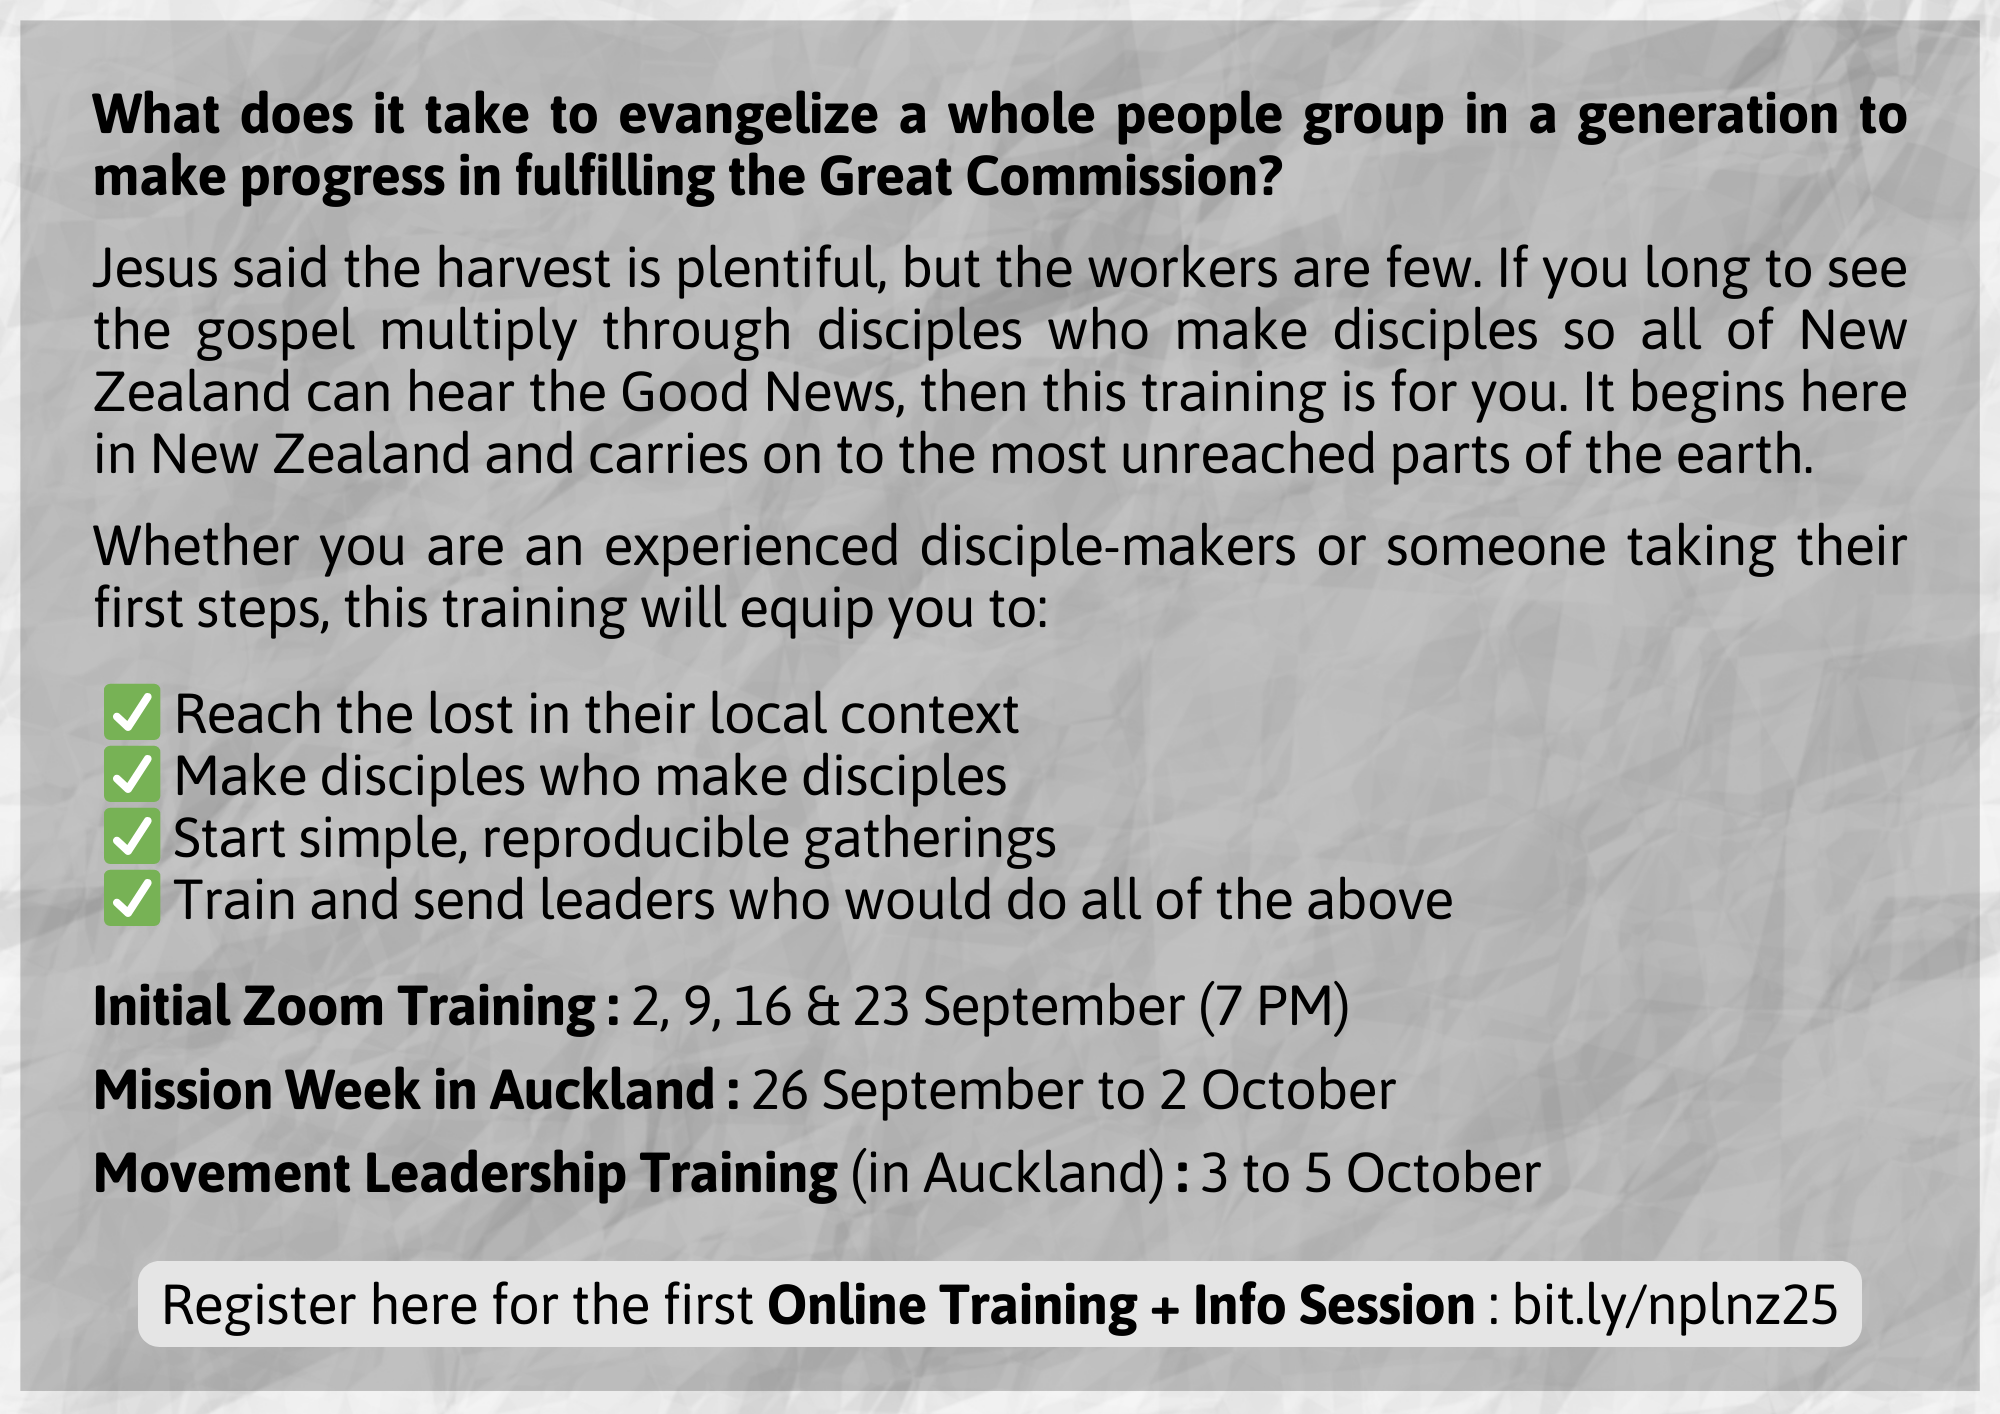 What does it take to evangelize a whole people group in a generation to
make progress in fulfilling the Great Commission?
Jesus said the harvest is plentiful, but the workers are few. If you long to see
the gospel multiply through disciples who make disciples so all of New
Zealand can hear the Good News, then this training is for you. It begins here
in New Zealand and carries on to the most unreached parts of the earth.
Whether you are an experienced disciple-makers or someone taking their
first steps, this training will equip you to:
✅ Reach the lost in their local context
✅ Make disciples who make disciples
✅ Start simple, reproducible gatherings
✅ Train and send leaders who would do all of the above
Initial Zoom Training : 2, 9, 16 & 23 September (7 PM)
Mission Week in Auckland : 26 September to 2 October
Movement Leadership Training (in Auckland) : 3 to 5 October
Register here for the first Online Training + Info Session : bit.ly/nplnz25